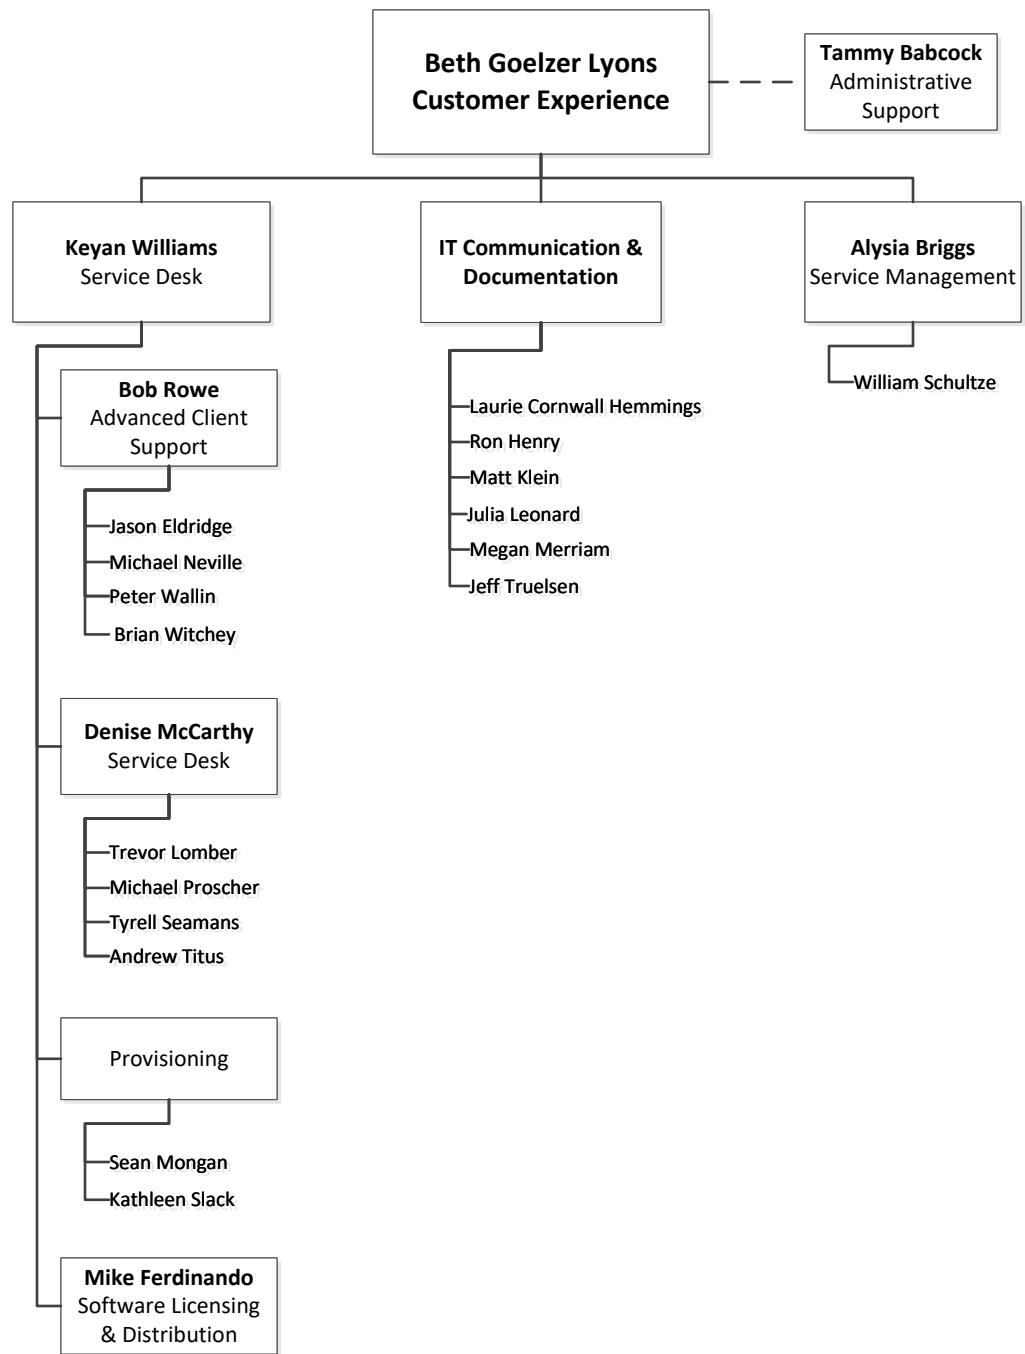 Beth Goelzer Lyons
Customer Experience
Tammy Babcock
Administrative
Support
Keyan Williams
Service Desk
IT Communication &
Documentation
Alysia Briggs
Service Management
Bob Rowe
Advanced Client
Support
Jason Eldridge
Michael Neville
Peter Wallin
Brian Witchey
Denise McCarthy
Service Desk
Trevor Lomber
Michael Proscher
Tyrell Seamans
Andrew Titus
Provisioning
Sean Mongan
Kathleen Slack
Mike Ferdinando
Software Licensing
& Distribution
Laurie Cornwall Hemmings
Ron Henry
Matt Klein
Julia Leonard
Megan Merriam
Jeff Truelsen
William Schultze